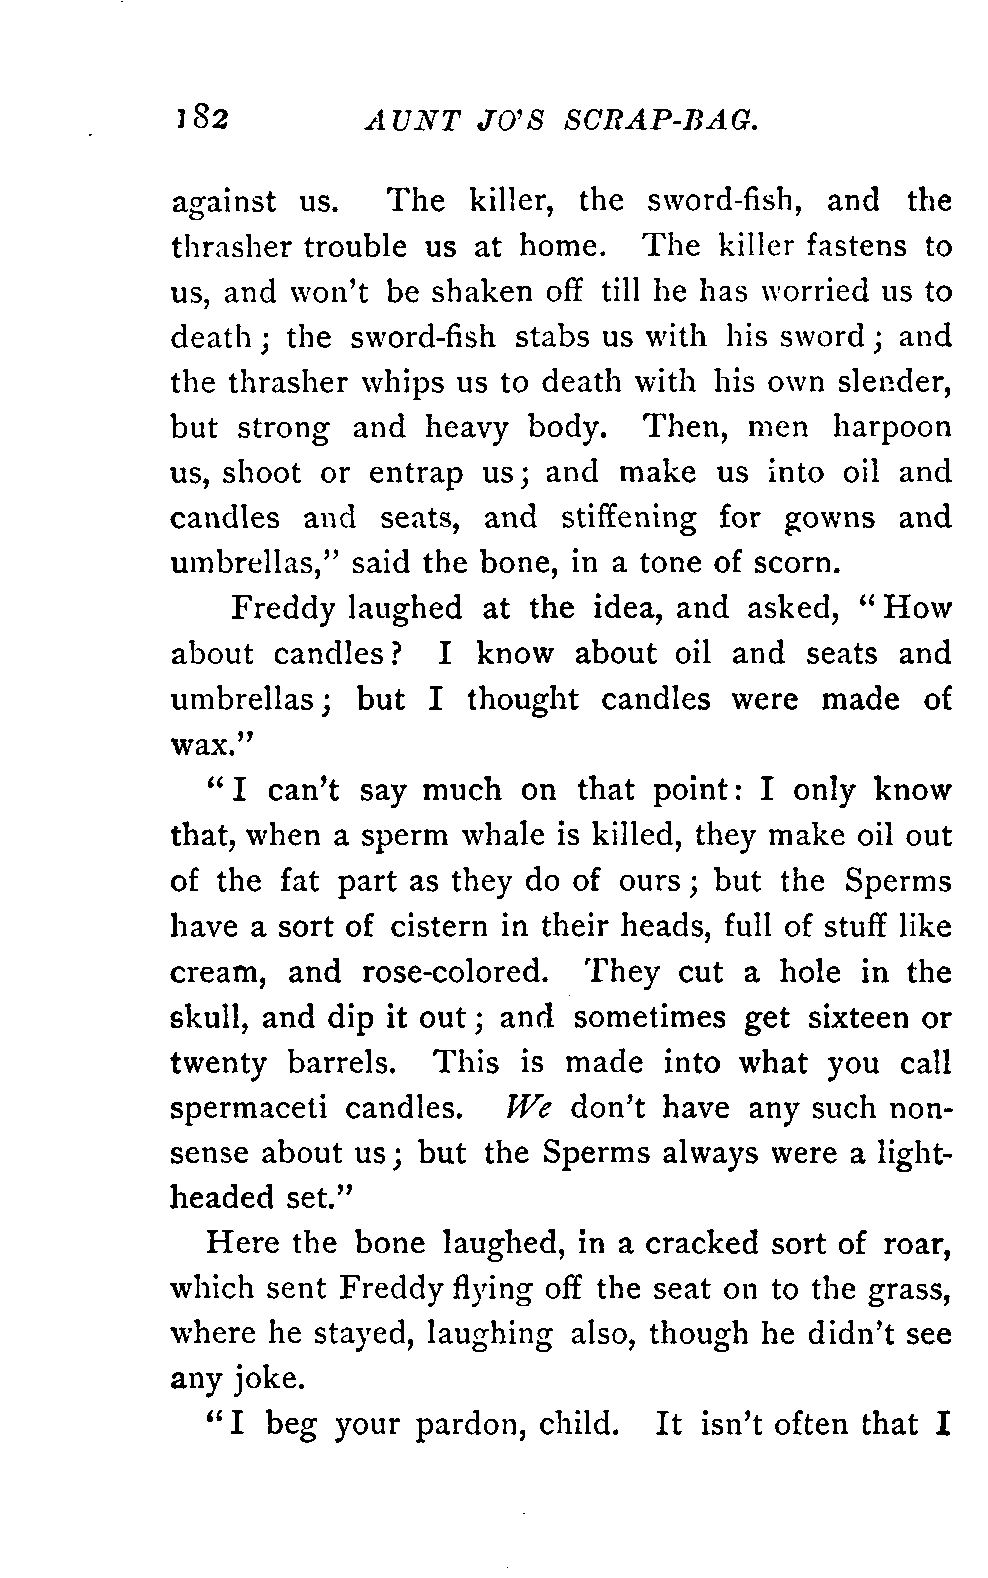 182 AUNT JO'S SCRAP-BAG.
against us. The killer, the sword-fish, and the
thrasher trouble us at home. The killer fastens to
us, and won't be shaken off till he has worried us to
death; the sword-fish stabs us with his sword; and
the thrasher whips us to death with his own slender,
but strong and heavy body. Then, men harpoon
us, shoot or entrap us; and make us into oil and
candles and seats, and stiffening for gowns and
umbrellas," said the bone, in a tone of scorn.
Freddy laughed at the idea, and asked, "How
about candles? I know about oil and seats and
umbrellas; but I thought candles were made of
wax."
"I can't say much on that point: I only know
that, when a sperm whale is killed, they make oil out
of the fat part as they do of ours; but the Sperms
have a sort of cistern in their heads, full of stuff like
cream, and rose-colored. They cut a hole in the
skull, and dip it out; and sometimes get sixteen or
twenty barrels. This is made into what you call
spermaceti candles. We don't have any such non-
sense about us; but the Sperms always were a light-
headed set."
Here the bone laughed, in a cracked sort of roar,
which sent Freddy flying off the seat on to the grass,
where he stayed, laughing also, though he didn't see
any joke.
"I beg your pardon, child. It isn't often that I